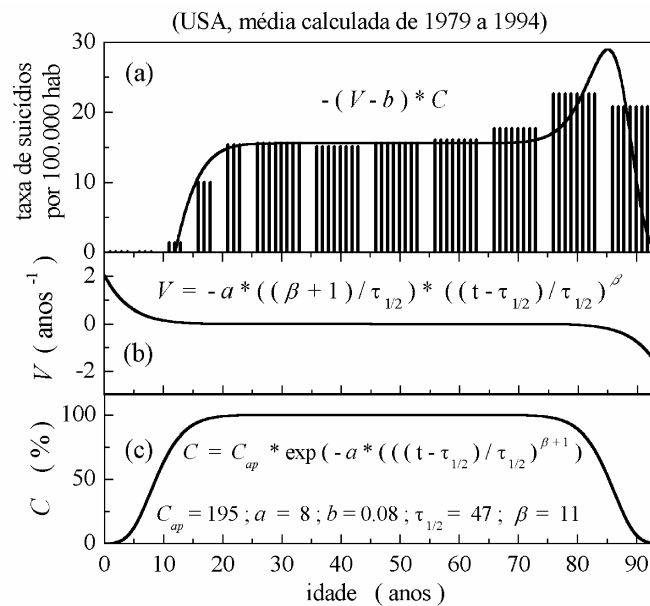 (USA, média calculada de 1979 a 1994)
30
(a)
- ( V - b ) * C
20
10
0
taxa de suicídios
por 100.000 hab
2
V = -a * ( ( β + 1 ) / τ1/2 ) * ( ( t - τ1/2 ) / τ1/2 ) β
0
-2
(b)
V ( anos -1 )
100
(c)
C = Cap * exp ( - a * ( ( ( t - τ1/2 ) / τ1/2 ) β + 1 )
50
Cap = 195 ; a = 8 ; b = 0.08 ; τ1/2 = 47 ; β = 11
0
C ( % )
0 10 20 30 40 50 60 70 80 90
idade ( anos )